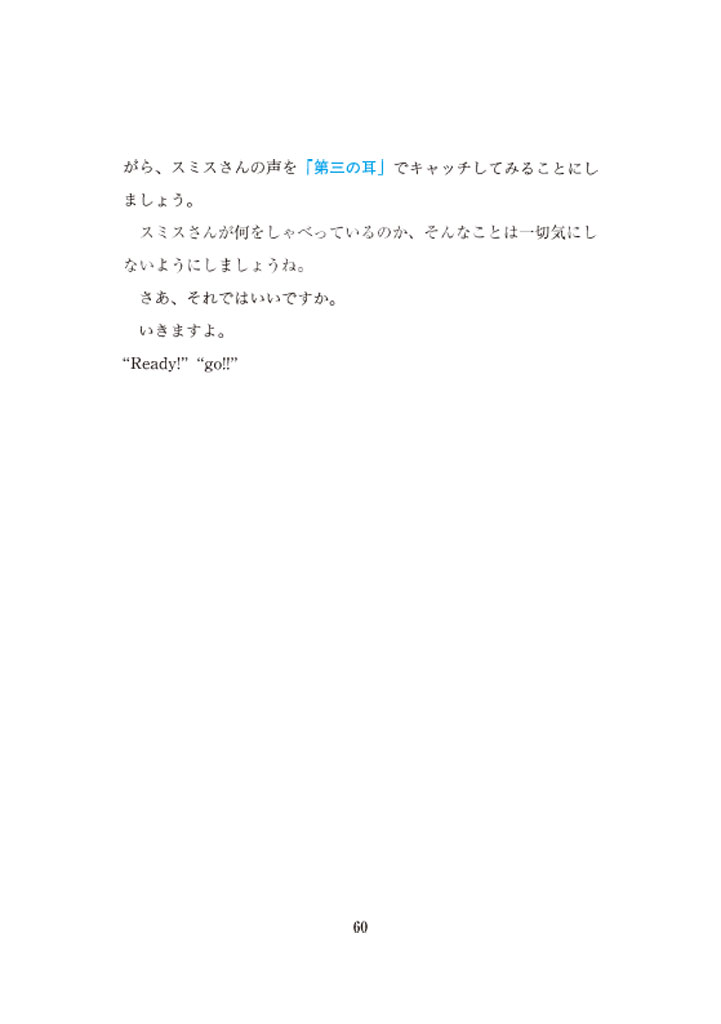 がら、スミスさんの声を「第三の耳」でキャッチしてみることにし
ましょう。
　スミスさんが何をしゃべっているのか、そんなことは一切気にし
ないようにしましょうね。
　さあ、それではいいですか。
　いきますよ。
“Ready!” “go!!”
60